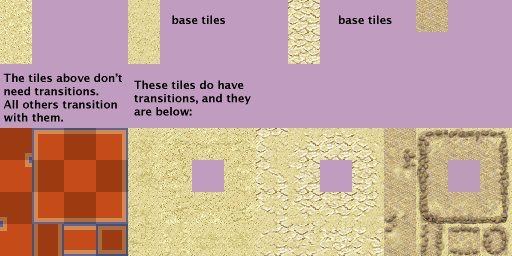 base tiles
base tiles
The tiles above don't
need transitions.
All others transition
with them.
These tiles do have
transitions, and they
are below: